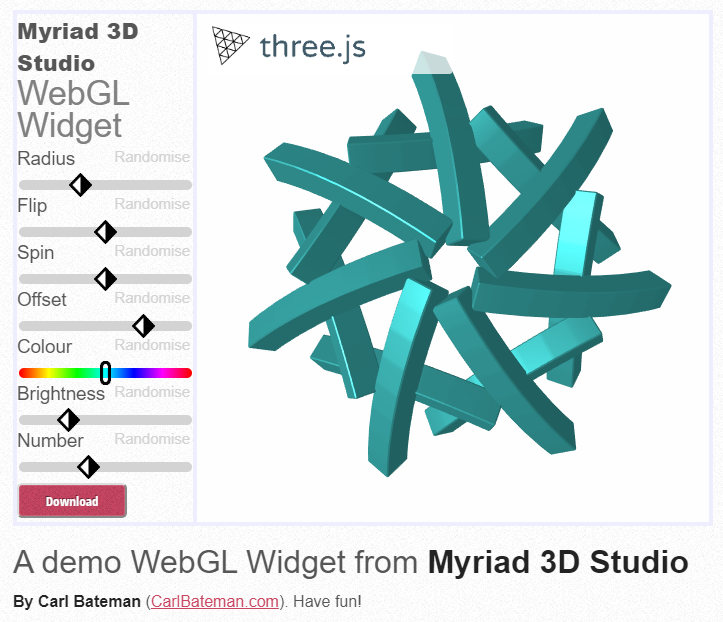 Myriad 3D
Studio
WebGL
Widget
Radius Randomise
Flip Randomise
Spin Randomise
Offset Randomise
Colour Randomise
Brightness Randomise
Number Randomise
Download
three.js
A demo WebGL Widget from Myriad 3D Studio
By Carl Bateman (CarlBateman.com). Have fun!